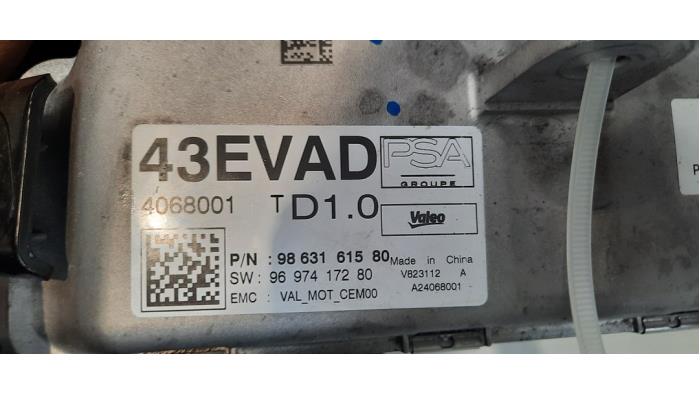 43EVAD
PSA
GROUPE
4068001 TD1.0
Valeo
P/N : 98 631 615 80 Made in China
SW : 96 974 172 80 V823112 A
EMC : VAL_MOT_CEM00 A24068001
P